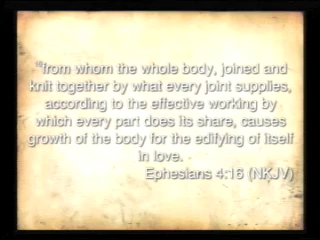 "from whom the whole body, joined and
knit together by what every joint supplies,
according to the effective working by
which every part does its share, causes
growth of the body for the edifying of itself
in love.
Ephesians 4:16 (NKJV)